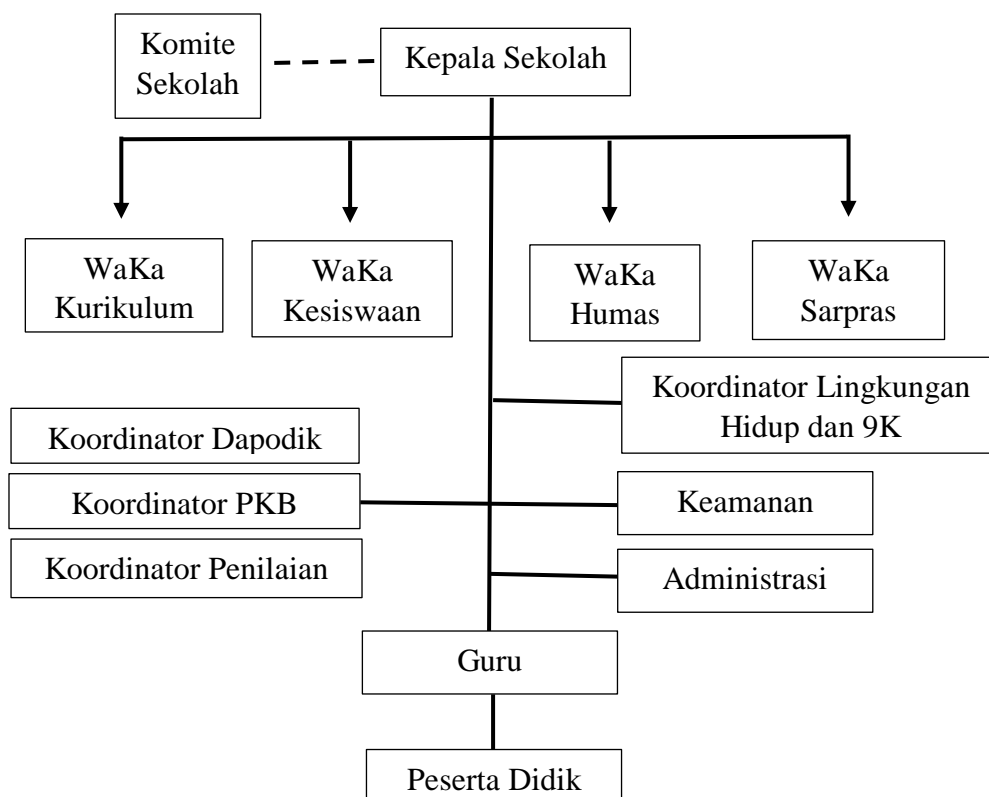 Komite
Sekolah
Kepala Sekolah
WaKa
Kurikulum
WaKa
Kesiswaan
WaKa
Humas
WaKa
Sarpras
Koordinator Lingkungan
Hidup dan 9K
Koordinator Dapodik
Koordinator PKB
Keamanan
Koordinator Penilaian
Administrasi
Guru
Peserta Didik